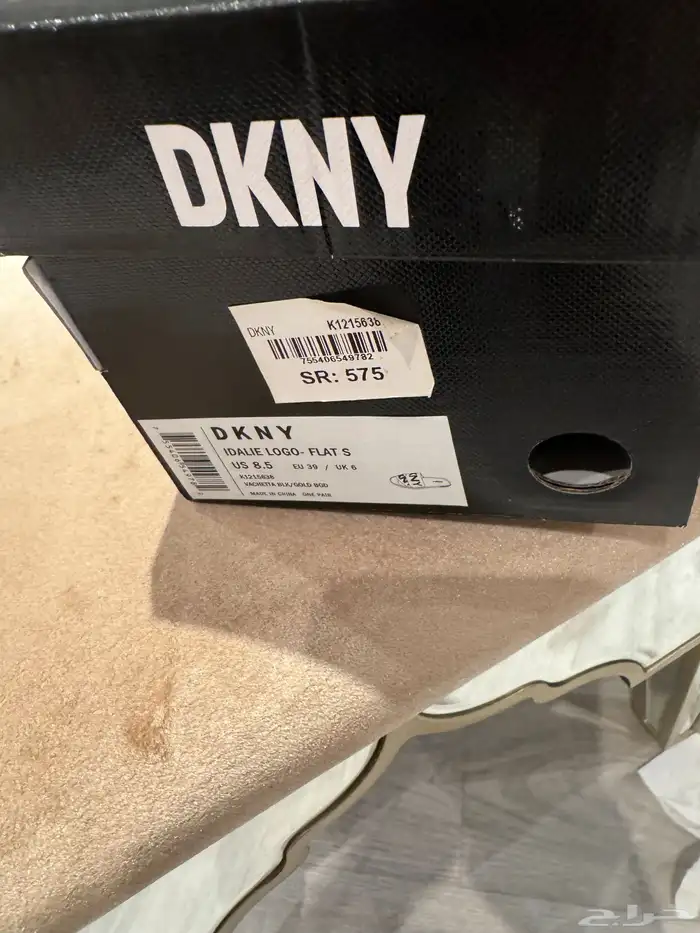 DKNY
DKNY K1215636
755406549782
SR: 575
DKNY
IDALIE LOGO- FLAT S
US 8.5 EU 39 / UK 6
K1215636
VACHETTA BLK/GOLD BGD
MADE IN CHINA ONE PAIR
حراج